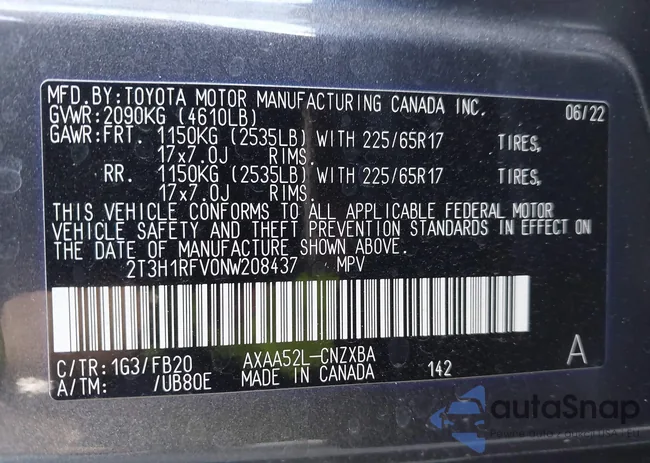 MFD.BY:TOYOTA MOTOR MANUFACTURING CANADA INC. 06/22
GVWR:2090KG (4610LB)
GAWR:FRT. 1150KG (2535LB) WITH 225/65R17 TIRES,
17x7.0J RIMS.
RR. 1150KG (2535LB) WITH 225/65R17 TIRES,
17x7.0J RIMS.
THIS VEHICLE CONFORMS TO ALL APPLICABLE FEDERAL MOTOR
VEHICLE SAFETY AND THEFT PREVENTION STANDARDS IN EFFECT ON
THE DATE OF MANUFACTURE SHOWN ABOVE.
2T3H1RFV0NW208437 MPV
C/TR:1G3/FB20 AXAA52L-CNZXBA A
A/TM: /UB80E MADE IN CANADA 142
autaSnap